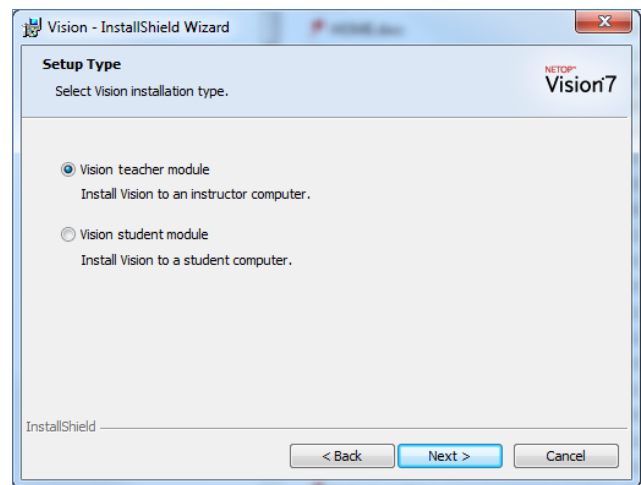 Vision - InstallShield Wizard
Setup Type
Select Vision installation type.
NETOP™
Vision7
Vision teacher module
Install Vision to an instructor computer.
Vision student module
Install Vision to a student computer.
InstallShield
< Back
Next >
Cancel